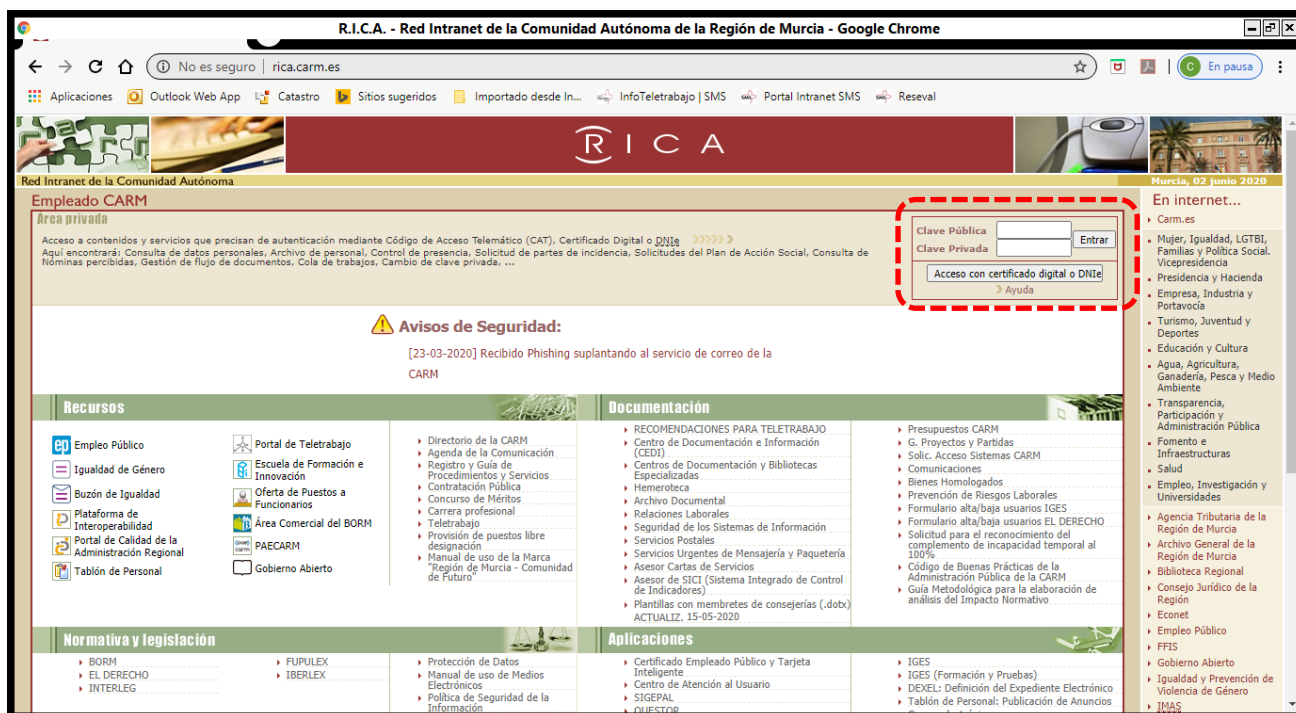 R.I.C.A. - Red Intranet de la Comunidad Autónoma de la Región de Murcia - Google Chrome
No es seguro | rica.carm.es
C En pausa
Aplicaciones Outlook Web App Catastro Sitios sugeridos Importado desde In... InfoTeletrabajo | SMS Portal Intranet SMS Reseval
RICA
Red Intranet de la Comunidad Autónoma
Murcia, 02 junio 2020
Empleado CARM
Área privada
Acceso a contenidos y servicios que precisan de autenticación mediante Código de Acceso Telemático (CAT), Certificado Digital o DNIe
Aquí encontrará: Consulta de datos personales, Archivo de personal, Control de presencia, Solicitud de partes de incidencia, Solicitudes del Plan de Acción Social, Consulta de
Nóminas percibidas, Gestión de flujo de documentos, Cola de trabajos, Cambio de clave privada, ...
Clave Pública
Clave Privada
Entrar
Acceso con certificado digital o DNIe
Ayuda
Avisos de Seguridad:
[23-03-2020] Recibido Phishing suplantando al servicio de correo de la
CARM
Recursos
ep Empleo Público
Igualdad de Género
Buzón de Igualdad
Plataforma de
Interoperabilidad
Portal de Calidad de la
Administración Regional
Tablón de Personal
Portal de Teletrabajo
Escuela de Formación e
Innovación
Oferta de Puestos a
Funcionarios
Área Comercial del BORM
PAECARM
Gobierno Abierto
Directorio de la CARM
Agenda de la Comunicación
Registro y Guía de
Procedimientos y Servicios
Contratación Pública
Concurso de Méritos
Carrera profesional
Teletrabajo
Provisión de puestos libre
designación
Manual de uso de la Marca
"Región de Murcia - Comunidad
de Futuro"
Documentación
RECOMENDACIONES PARA TELETRABAJO
Centro de Documentación e Información
(CEDI)
Centros de Documentación y Bibliotecas
Especializadas
Hemeroteca
Archivo Documental
Relaciones Laborales
Seguridad de los Sistemas de Información
Servicios Postales
Servicios Urgentes de Mensajería y Paquetería
Asesor Cartas de Servicios
Asesor de SICI (Sistema Integrado de Control
de Indicadores)
Plantillas con membretes de consejerías (.dotx)
ACTUALIZ. 15-05-2020
Presupuestos CARM
G. Proyectos y Partidas
Solic. Acceso Sistemas CARM
Comunicaciones
Bienes Homologados
Prevención de Riesgos Laborales
Formulario alta/baja usuarios IGES
Formulario alta/baja usuarios EL DERECHO
Solicitud para el reconocimiento del
complemento de incapacidad temporal al
100%
Código de Buenas Prácticas de la
Administración Pública de la CARM
Guía Metodológica para la elaboración de
análisis del Impacto Normativo
Normativa y legislación
BORM
EL DERECHO
INTERLEG
FUPULEX
IBERLEX
Protección de Datos
Manual de uso de Medios
Electrónicos
Política de Seguridad de la
Información
Aplicaciones
Certificado Empleado Público y Tarjeta
Inteligente
Centro de Atención al Usuario
SIGEPAL
QUESTOR
IGES
IGES (Formación y Pruebas)
DEXEL: Definición del Expediente Electrónico
Tablón de Personal: Publicación de Anuncios
En internet...
Carm.es
Mujer, Igualdad, LGTBI,
Familias y Política Social.
Vicepresidencia
Presidencia y Hacienda
Empresa, Industria y
Portavocía
Turismo, Juventud y
Deportes
Educación y Cultura
Agua, Agricultura,
Ganadería, Pesca y Medio
Ambiente
Transparencia,
Participación y
Administración Pública
Fomento e
Infraestructuras
Salud
Empleo, Investigación y
Universidades
Agencia Tributaria de la
Región de Murcia
Archivo General de la
Región de Murcia
Biblioteca Regional
Consejo Jurídico de la
Región
Econet
Empleo Público
FFIS
Gobierno Abierto
Igualdad y Prevención de
Violencia de Género
IMAS